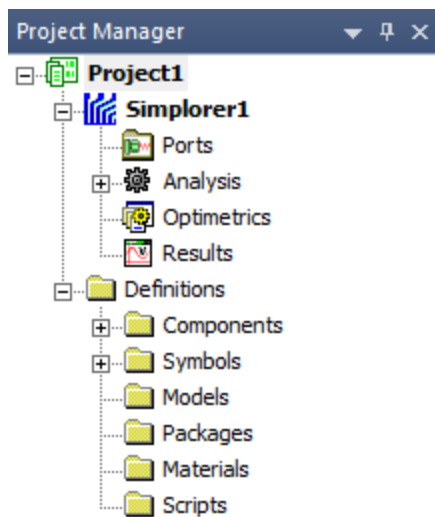 Project Manager
Project1
Simplorer1
Ports
Analysis
Optimetrics
Results
Definitions
Components
Symbols
Models
Packages
Materials
Scripts